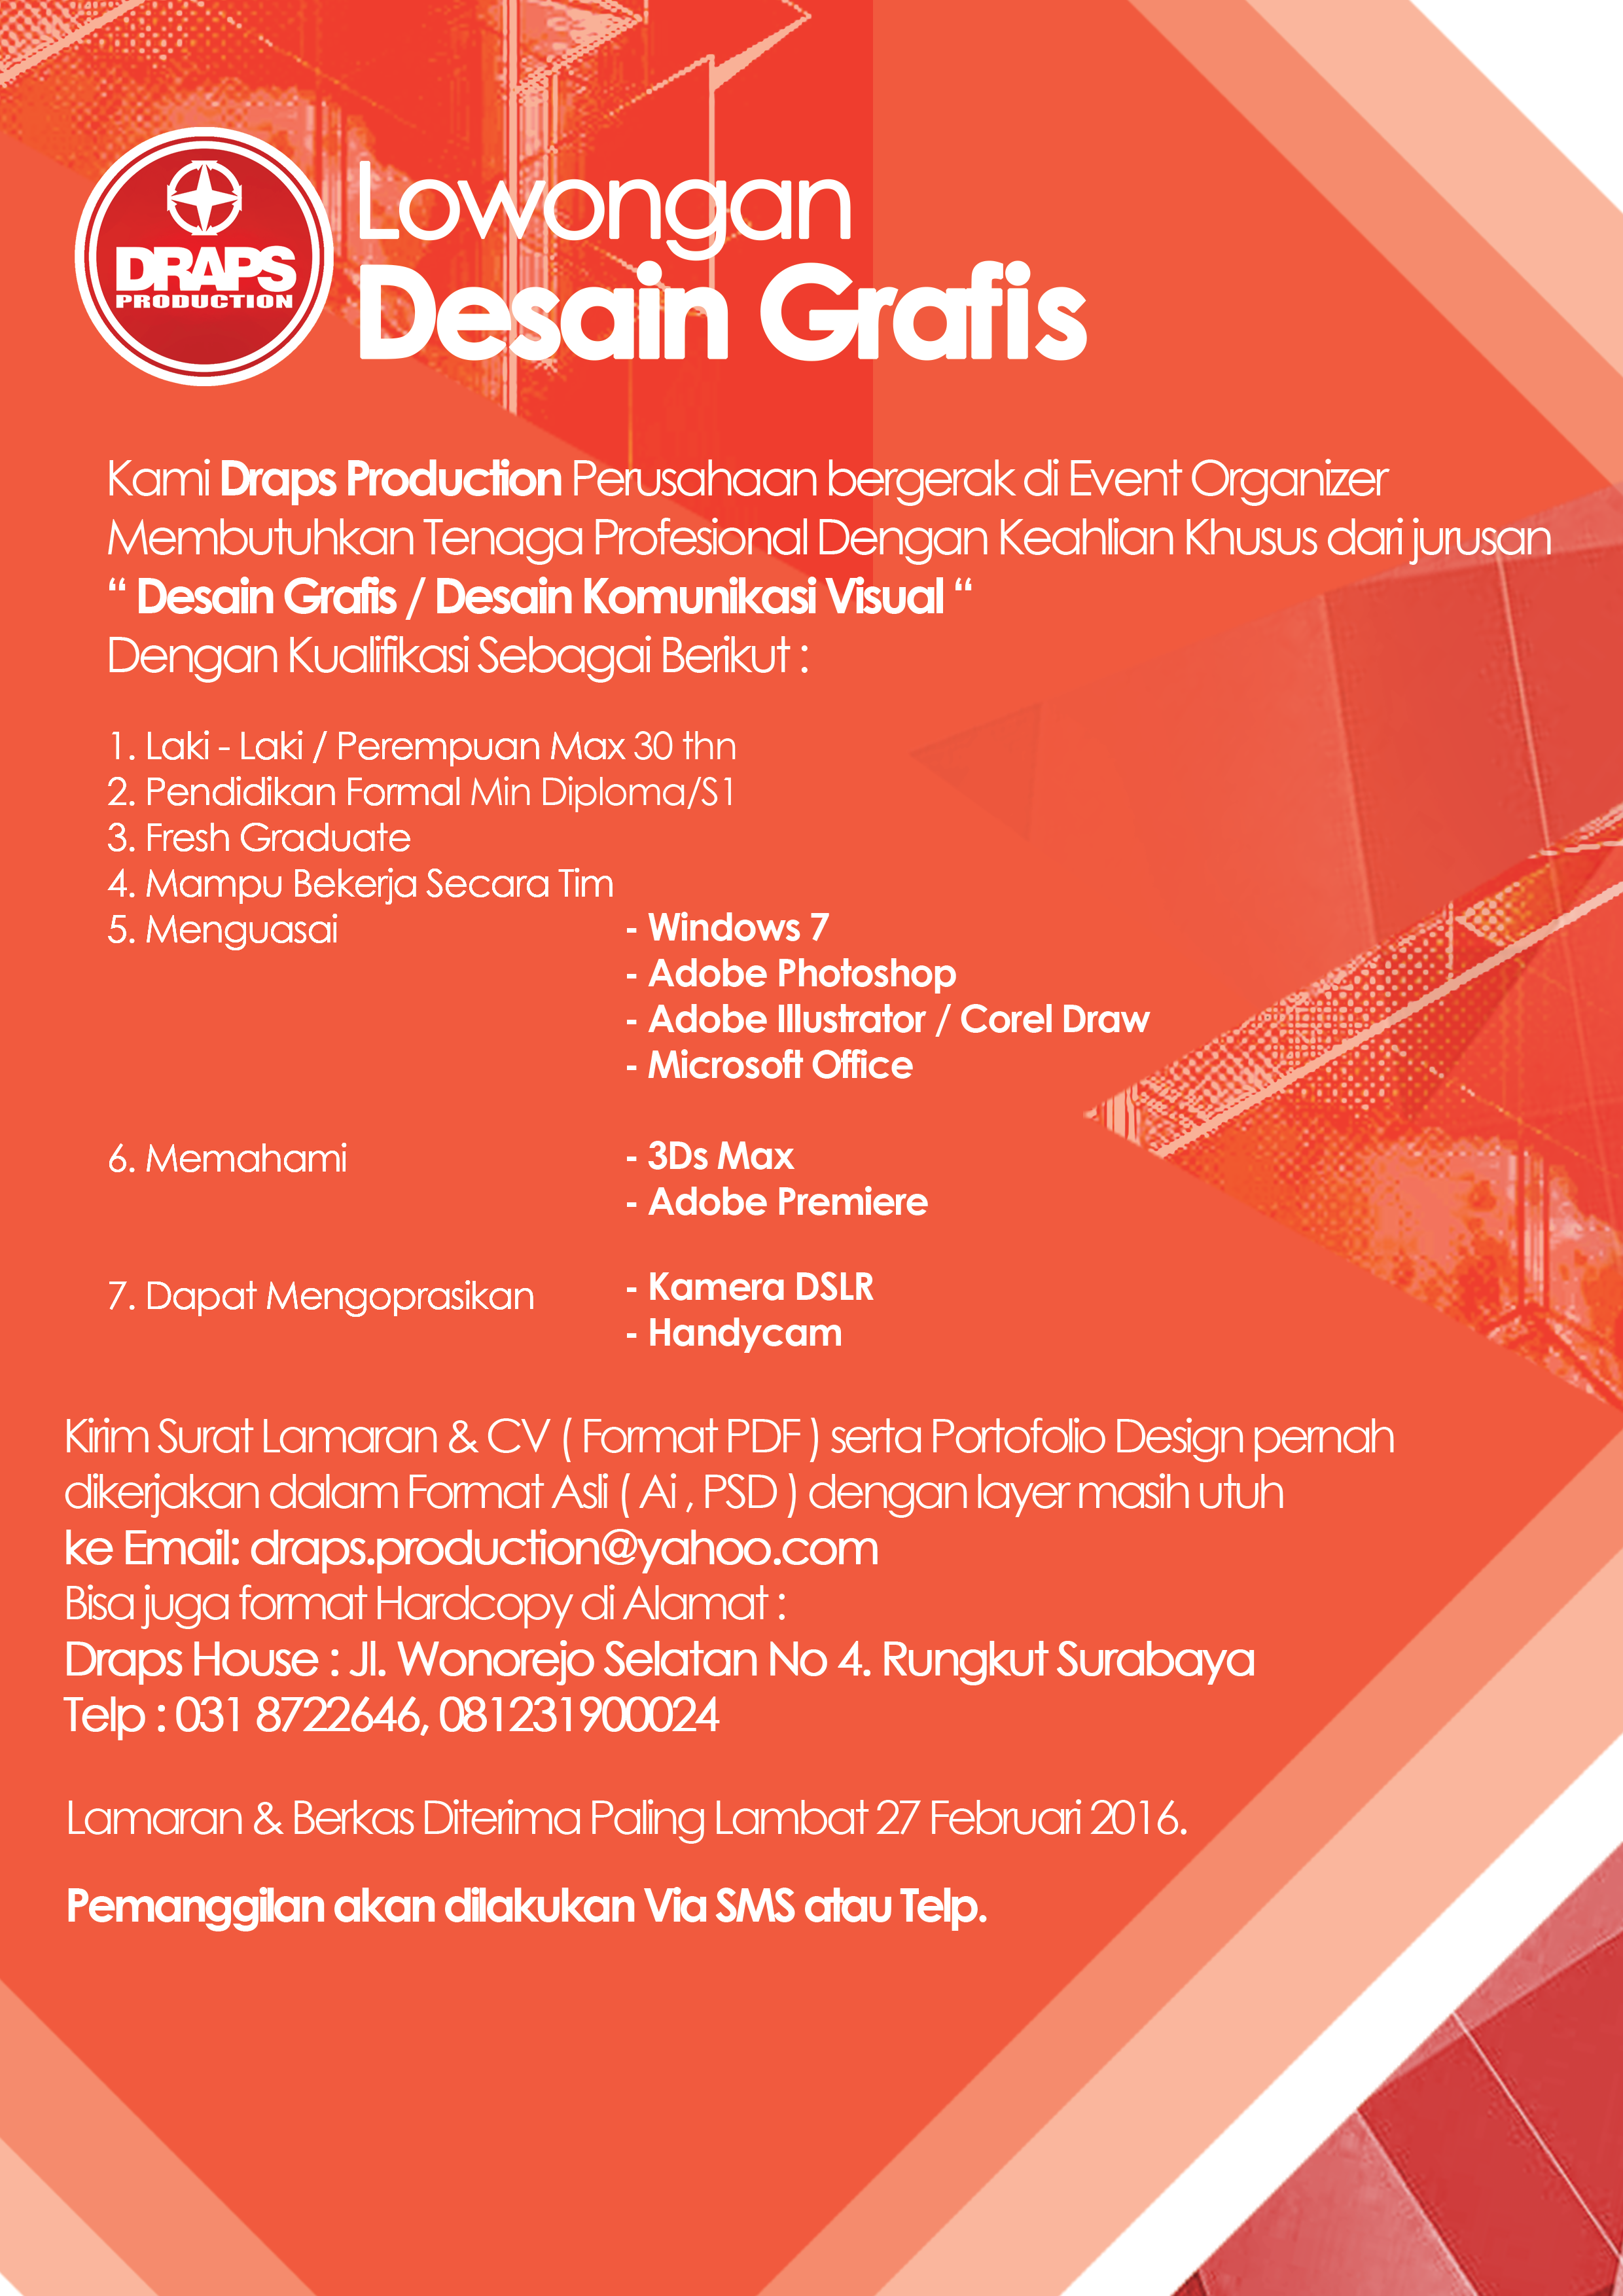 DRAPS
PRODUCTION
Lowongan
Desain Grafis
Kami Draps Production Perusahaan bergerak di Event Organizer
Membutuhkan Tenaga Profesional Dengan Keahlian Khusus dari jurusan
“ Desain Grafis / Desain Komunikasi Visual “
Dengan Kualifikasi Sebagai Berikut :
1. Laki - Laki / Perempuan Max 30 thn
2. Pendidikan Formal Min Diploma/S1
3. Fresh Graduate
4. Mampu Bekerja Secara Tim
5. Menguasai - Windows 7
- Adobe Photoshop
- Adobe Illustrator / Corel Draw
- Microsoft Office
6. Memahami - 3Ds Max
- Adobe Premiere
7. Dapat Mengoprasikan - Kamera DSLR
- Handycam
Kirim Surat Lamaran & CV ( Format PDF ) serta Portofolio Design pernah
dikerjakan dalam Format Asli ( Ai , PSD ) dengan layer masih utuh
ke Email: draps.production@yahoo.com
Bisa juga format Hardcopy di Alamat :
Draps House : Jl. Wonorejo Selatan No 4. Rungkut Surabaya
Telp : 031 8722646, 081231900024
Lamaran & Berkas Diterima Paling Lambat 27 Februari 2016.
Pemanggilan akan dilakukan Via SMS atau Telp.